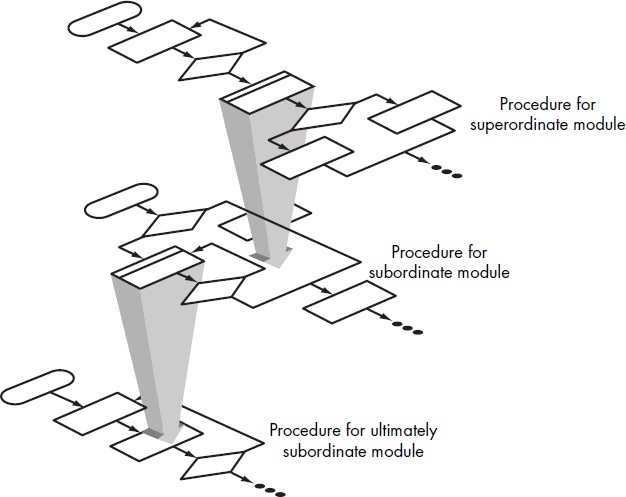 Procedure for
superordinate module
Procedure for
subordinate module
Procedure for ultimately
subordinate module